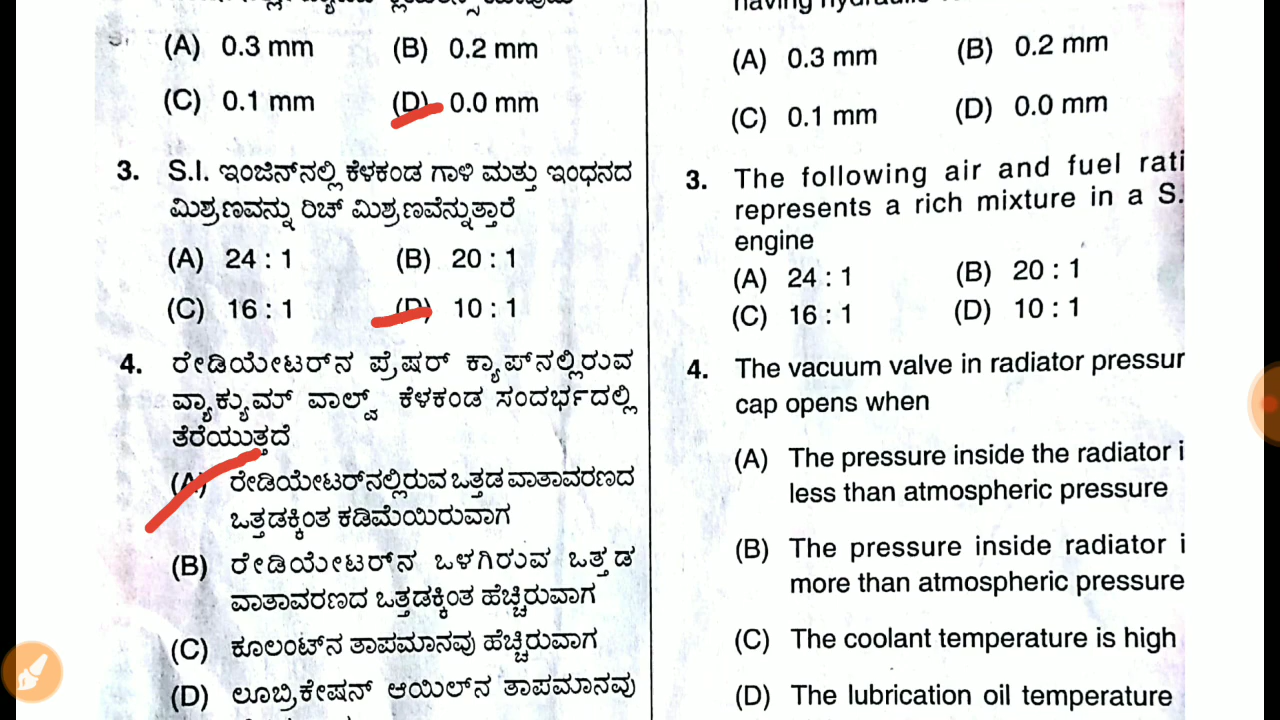 (A) 0.3 mm (B) 0.2 mm
(C) 0.1 mm (D) 0.0 mm
3. S.I. ಇಂಜಿನ್‌ನಲ್ಲಿ ಕೆಳಕಂಡ ಗಾಳಿ ಮತ್ತು ಇಂಧನದ
ಮಿಶ್ರಣವನ್ನು ರಿಚ್ ಮಿಶ್ರಣವೆನ್ನುತ್ತಾರೆ
(A) 24 : 1 (B) 20 : 1
(C) 16 : 1 (D) 10 : 1
4. ರೇಡಿಯೇಟರ್‌ನ ಪ್ರೆಷರ್ ಕ್ಯಾಪ್‌ನಲ್ಲಿರುವ
ವ್ಯಾಕ್ಯುಮ್ ವಾಲ್ವ್ ಕೆಳಕಂಡ ಸಂದರ್ಭದಲ್ಲಿ
ತೆರೆಯುತ್ತದೆ
(A) ರೇಡಿಯೇಟರ್‌ನಲ್ಲಿರುವ ಒತ್ತಡ ವಾತಾವರಣದ
ಒತ್ತಡಕ್ಕಿಂತ ಕಡಿಮೆಯಿರುವಾಗ
(B) ರೇಡಿಯೇಟರ್‌ನ ಒಳಗಿರುವ ಒತ್ತಡ
ವಾತಾವರಣದ ಒತ್ತಡಕ್ಕಿಂತ ಹೆಚ್ಚಿರುವಾಗ
(C) ಕೂಲಂಟ್‌ನ ತಾಪಮಾನವು ಹೆಚ್ಚಿರುವಾಗ
(D) ಲೂಬ್ರಿಕೇಷನ್ ಆಯಿಲ್‌ನ ತಾಪಮಾನವು
having
(A) 0.3 mm (B) 0.2 mm
(C) 0.1 mm (D) 0.0 mm
3. The following air and fuel rati
represents a rich mixture in a S.
engine
(A) 24 : 1 (B) 20 : 1
(C) 16 : 1 (D) 10 : 1
4. The vacuum valve in radiator pressur
cap opens when
(A) The pressure inside the radiator i
less than atmospheric pressure
(B) The pressure inside radiator i
more than atmospheric pressure
(C) The coolant temperature is high
(D) The lubrication oil temperature